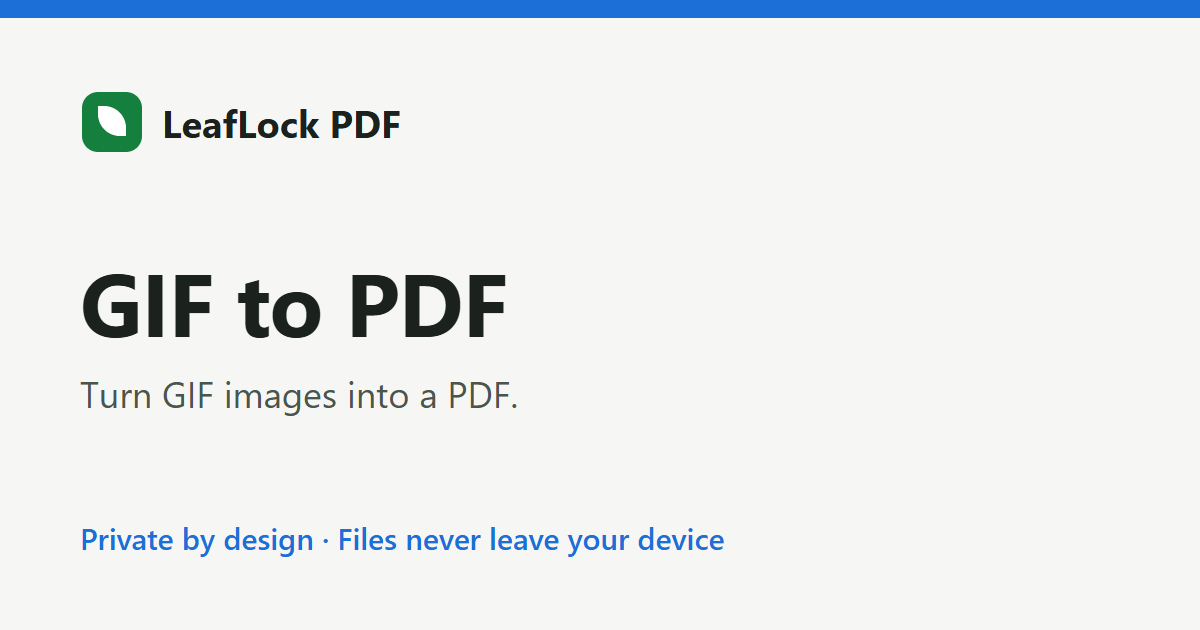 LeafLock PDF
GIF to PDF
Turn GIF images into a PDF.
Private by design · Files never leave your device